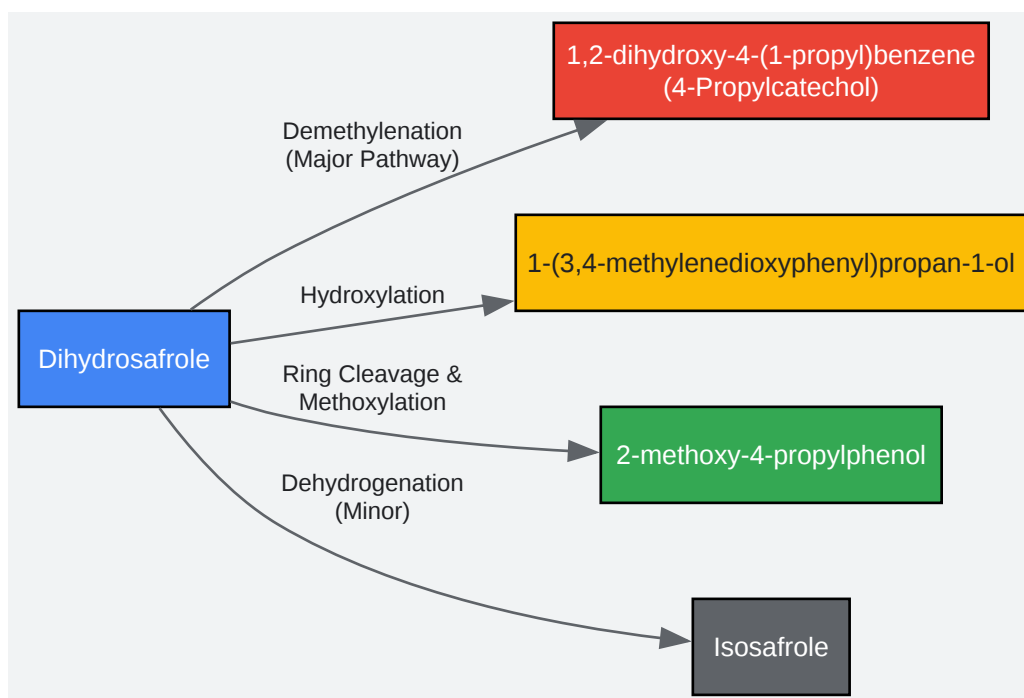 1,2-dihydroxy-4-(1-propyl)benzene
(4-Propylcatechol)
Demethylenation
(Major Pathway)
1-(3,4-methylenedioxyphenyl)propan-1-ol
Hydroxylation
Dihydrosafrole
Ring Cleavage &
Methoxylation
2-methoxy-4-propylphenol
Dehydrogenation
(Minor)
Isosafrole